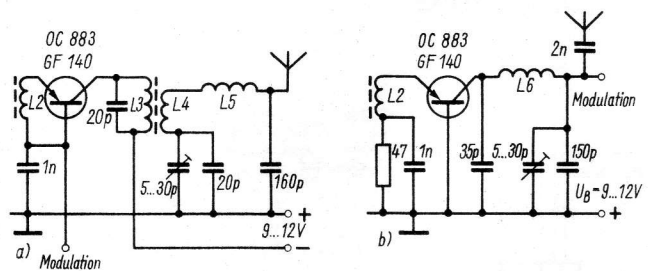 OC 883
GF 140
L2
20p
L3
L4
L5
1n
5...30p
20p
160p
+
9...12V
−
a)
Modulation
OC 883
GF 140
2n
L2
L6
Modulation
47
1n
35p
5...30p
150p
U_B=9...12V
+
b)